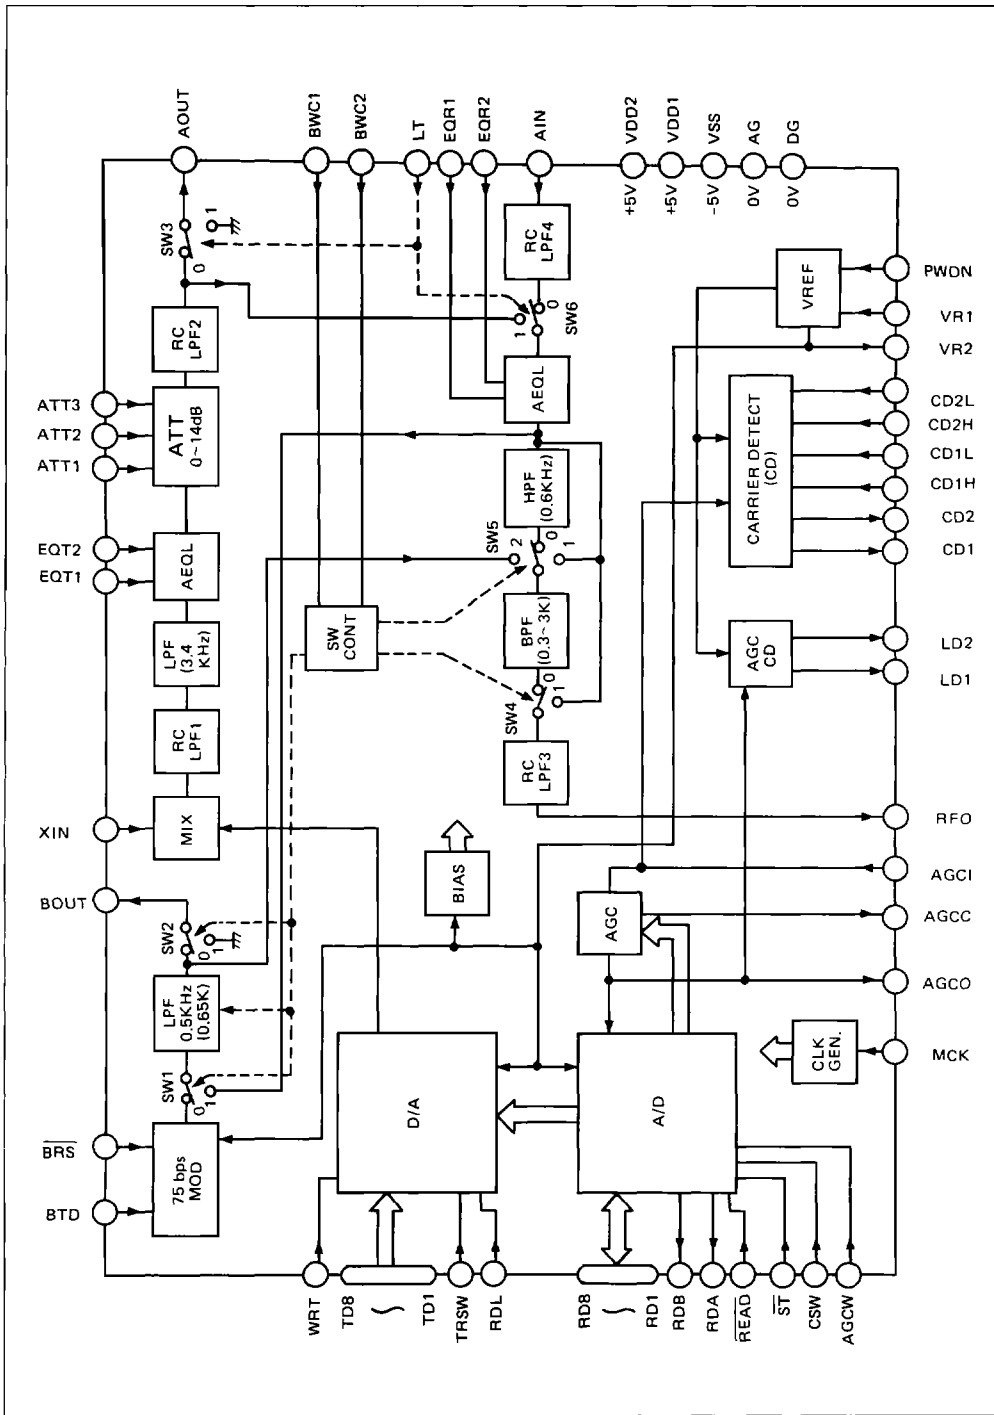 AOUT
BWC1
BWC2
LT
EQR1
EQR2
AIN
VDD2
VDD1
VSS
AG
DG
+5V
+5V
-5V
0V
0V
ATT3
ATT2
ATT1
EQT2
EQT1
XIN
BOUT
BRS
BTD
SW3
0
1
RC
LPF2
ATT
0~14dB
AEQL
LPF
(3.4
KHz)
RC
LPF1
MIX
SW2
0
1
LPF
0.5KHz
(0.65K)
SW1
0
1
75 bps
MOD
RC
LPF4
SW6
0
1
AEQL
HPF
(0.6KHz)
SW5
2
0
1
BPF
(0.3~3K)
SW4
0
1
RC
LPF3
SW
CONT
BIAS
D/A
A/D
AGC
VREF
CARRIER DETECT
(CD)
AGC
CD
CLK
GEN.
PWDN
VR1
VR2
CD2L
CD2H
CD1L
CD1H
CD2
CD1
LD2
LD1
RFO
AGCI
AGCC
AGCO
MCK
WRT
TD8
~
TD1
TRSW
RDL
RD8
~
RD1
RDB
RDA
READ
ST
CSW
AGCW